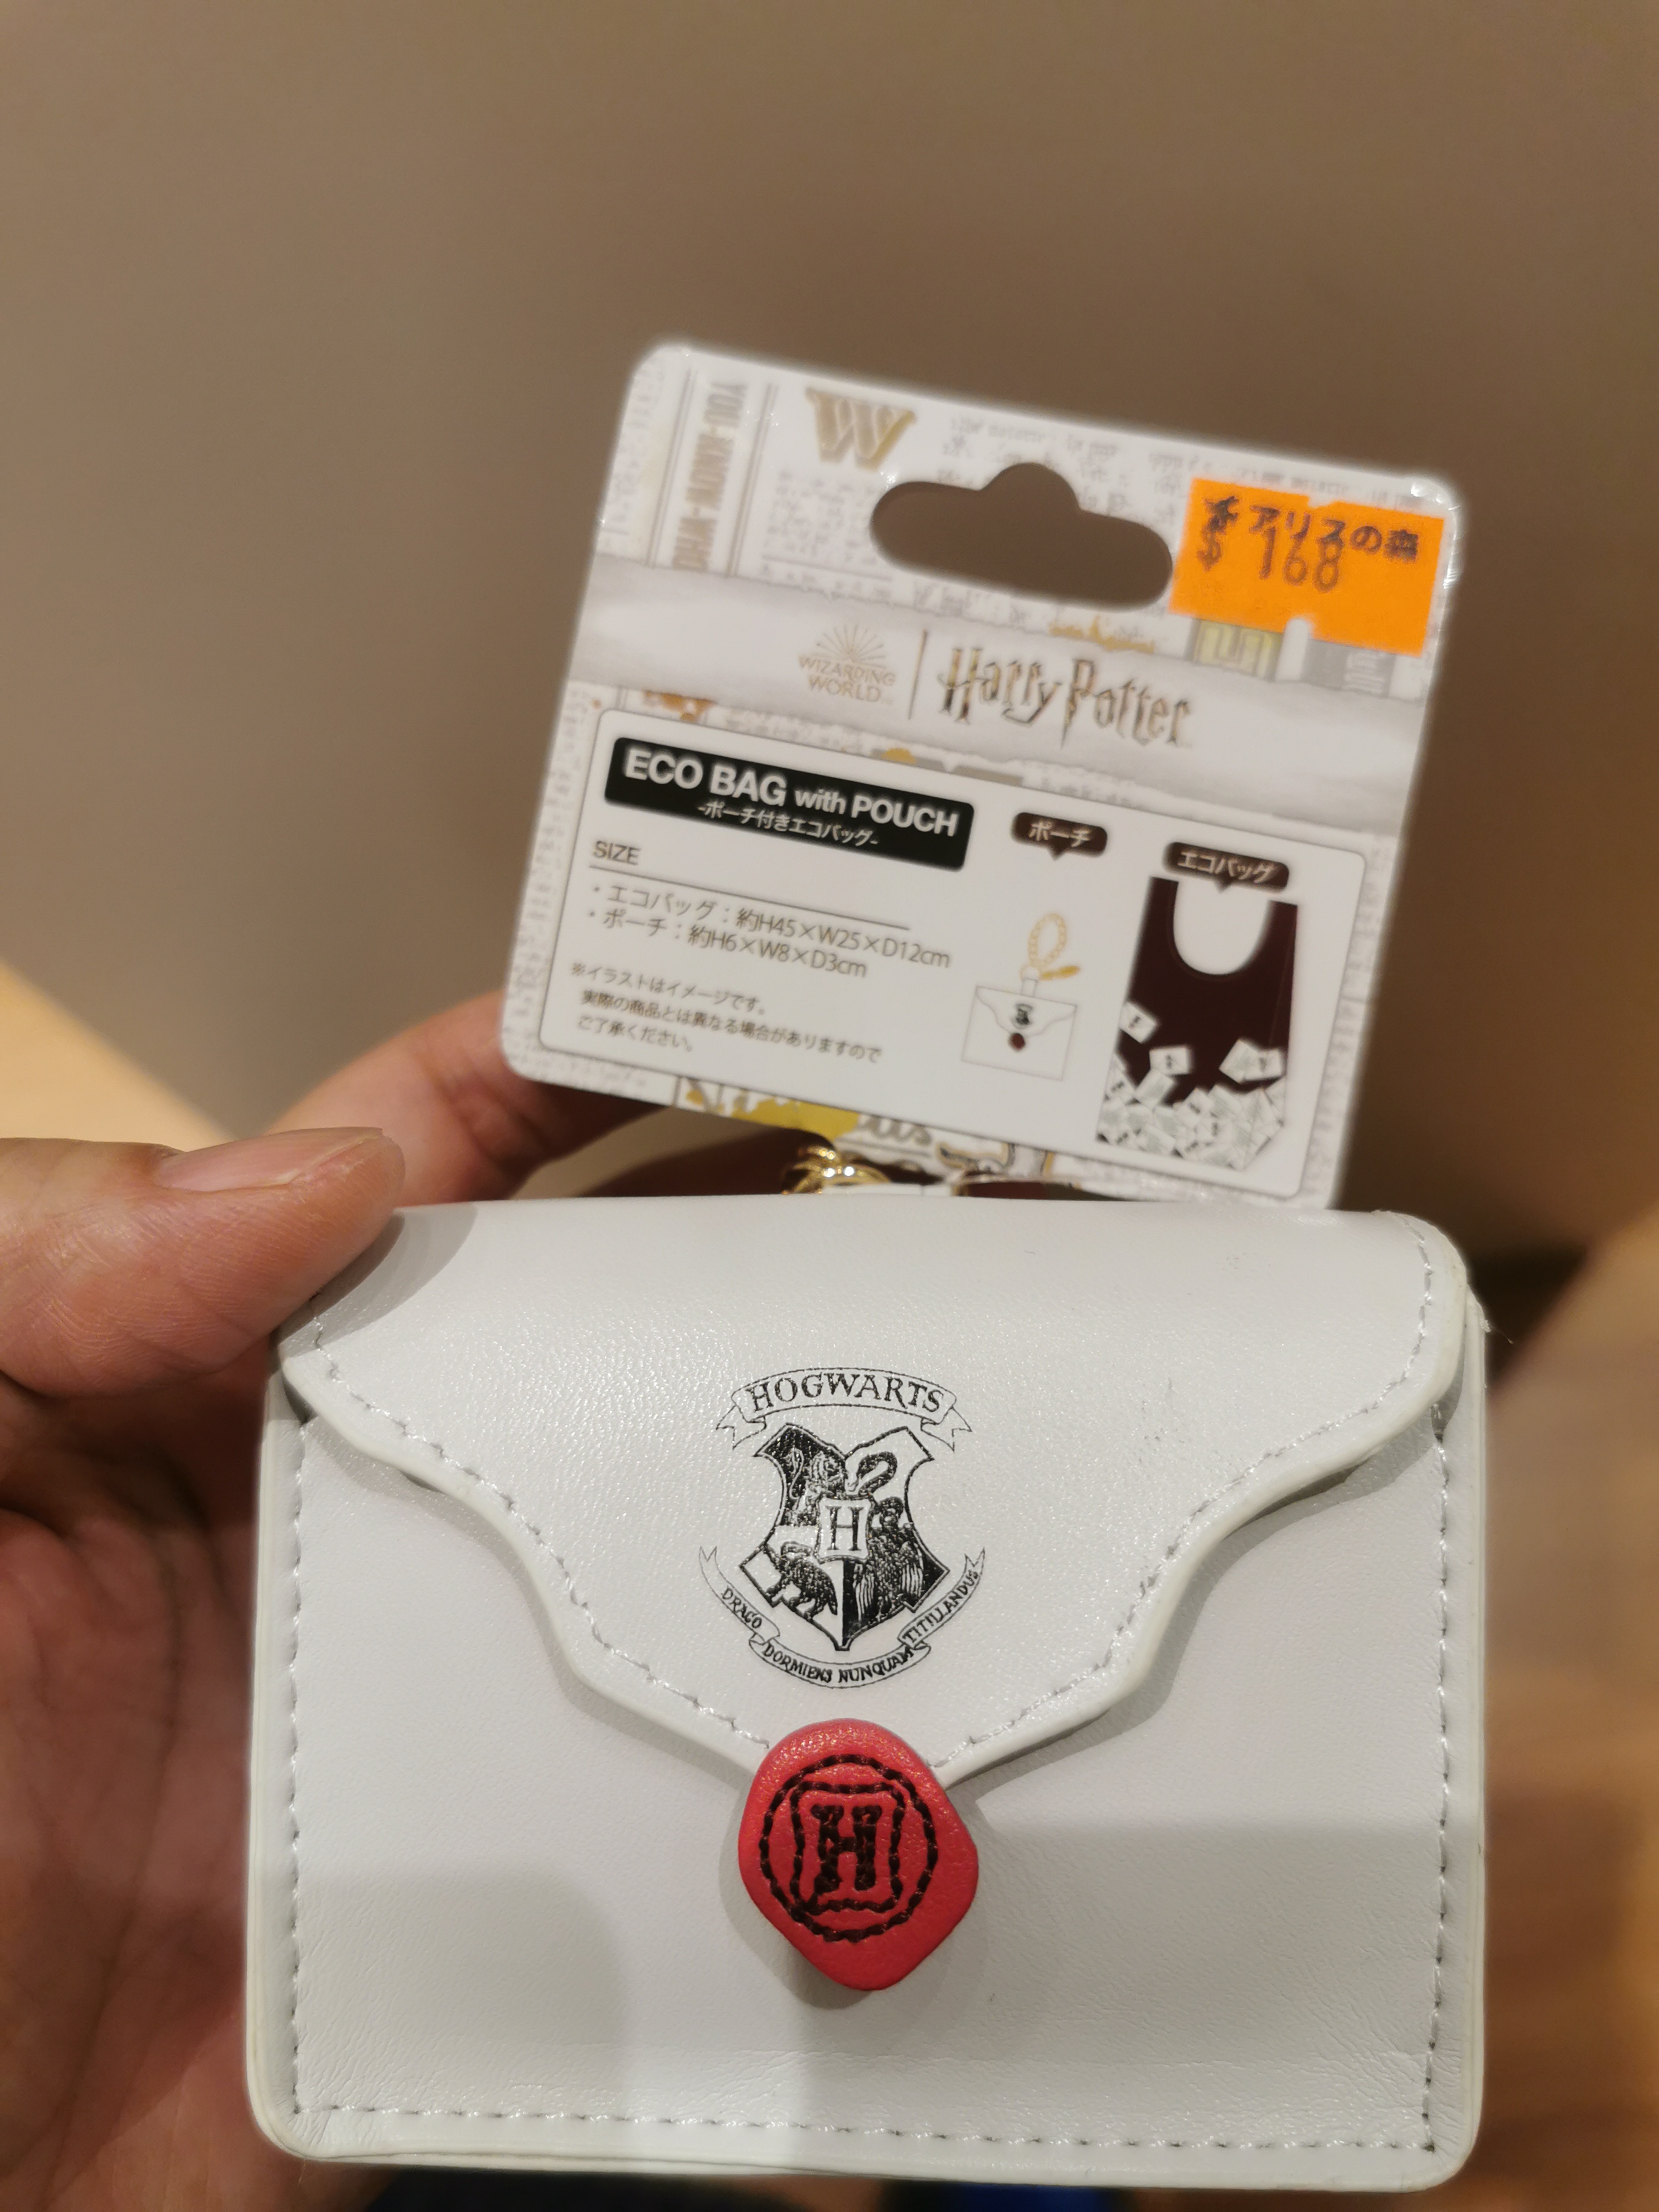 W
YOU-KNOW-
アリスの森
$ 168
WIZARDING
WORLD
Harry Potter
ECO BAG with POUCH
-ポーチ付きエコバッグ-
ポーチ
エコバッグ
SIZE
・エコバッグ：約H45×W25×D12cm
・ポーチ：約H6×W8×D3cm
※イラストはイメージです。
実際の商品とは異なる場合がありますので
ご了承ください。
HOGWARTS
H
DRACO DORMIENS NUNQUAM TITILLANDUS
H